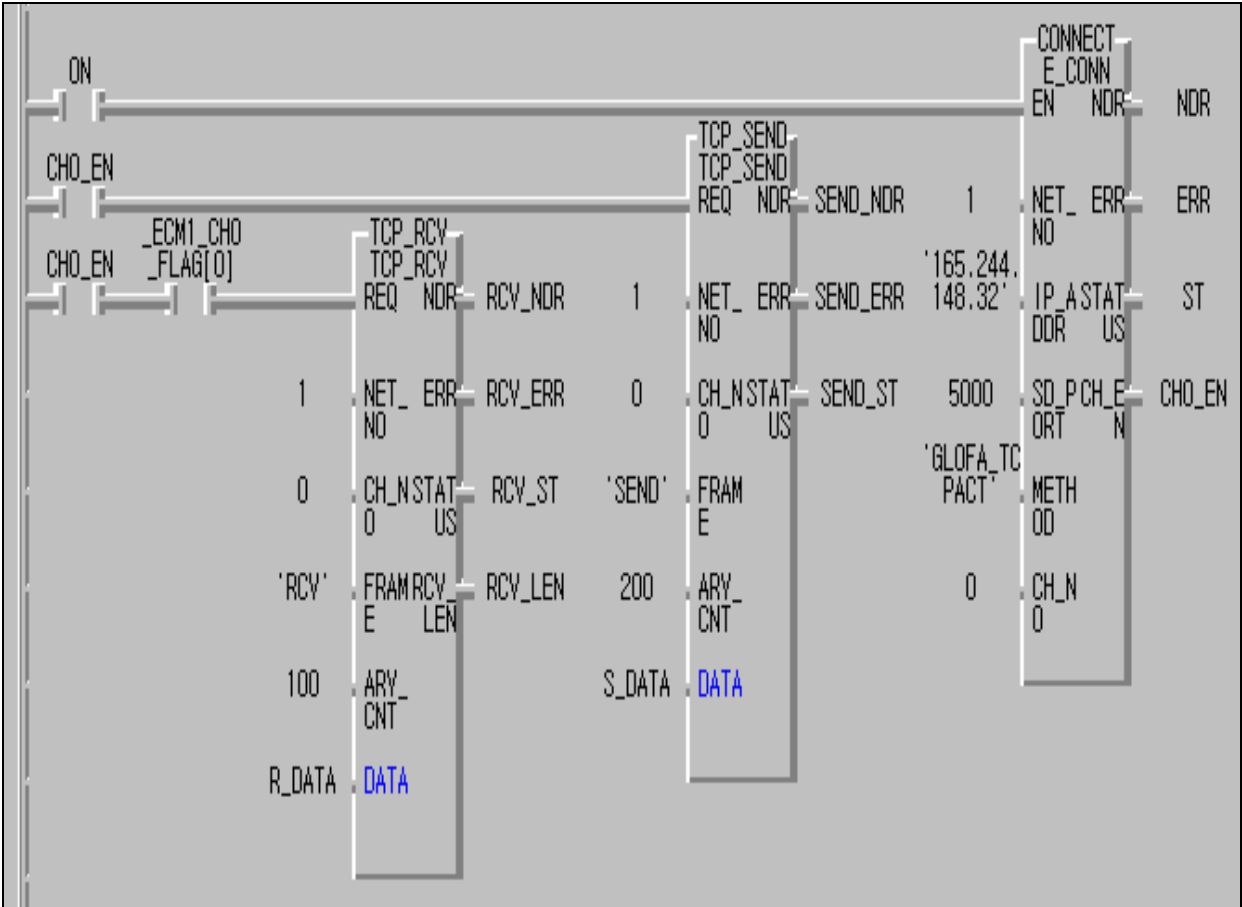 CONNECT
E_CONN
ON
EN NDR NDR
TCP_SEND
TCP_SEND
CH0_EN
REQ NDR SEND_NDR 1 NET_ ERR ERR
NO
_ECM1_CH0
_FLAG[0]
TCP_RCV
TCP_RCV
CH0_EN
REQ NDR RCV_NDR 1 NET_ ERR SEND_ERR
NO
'165.244.
148.32' IP_A STAT ST
DDR US
1 NET_ ERR RCV_ERR 0 CH_N STAT SEND_ST 5000 SD_P CH_E CH0_EN
NO O US ORT N
'GLOFA_TC
0 CH_N STAT RCV_ST 'SEND' FRAM PACT' METH
O US E OD
'RCV' FRAM RCV_ RCV_LEN 200 ARY_ 0 CH_N
E LEN CNT O
100 ARY_ S_DATA DATA
CNT
R_DATA DATA